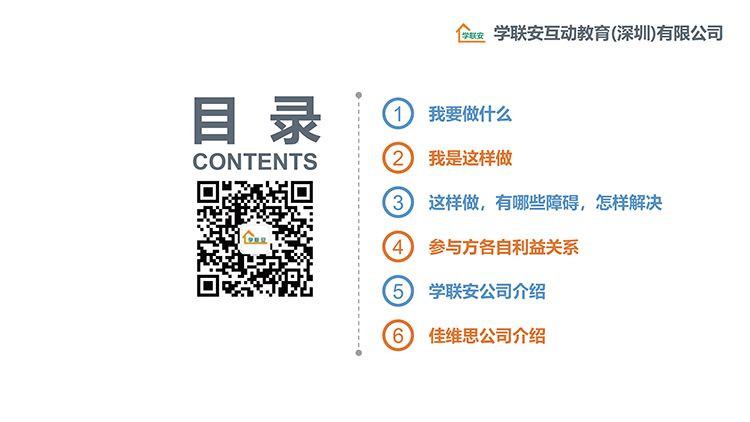 学联安
学联安互动教育(深圳)有限公司
目 录
CONTENTS
学联安
1 我要做什么
2 我是这样做
3 这样做，有哪些障碍，怎样解决
4 参与方各自利益关系
5 学联安公司介绍
6 佳维思公司介绍